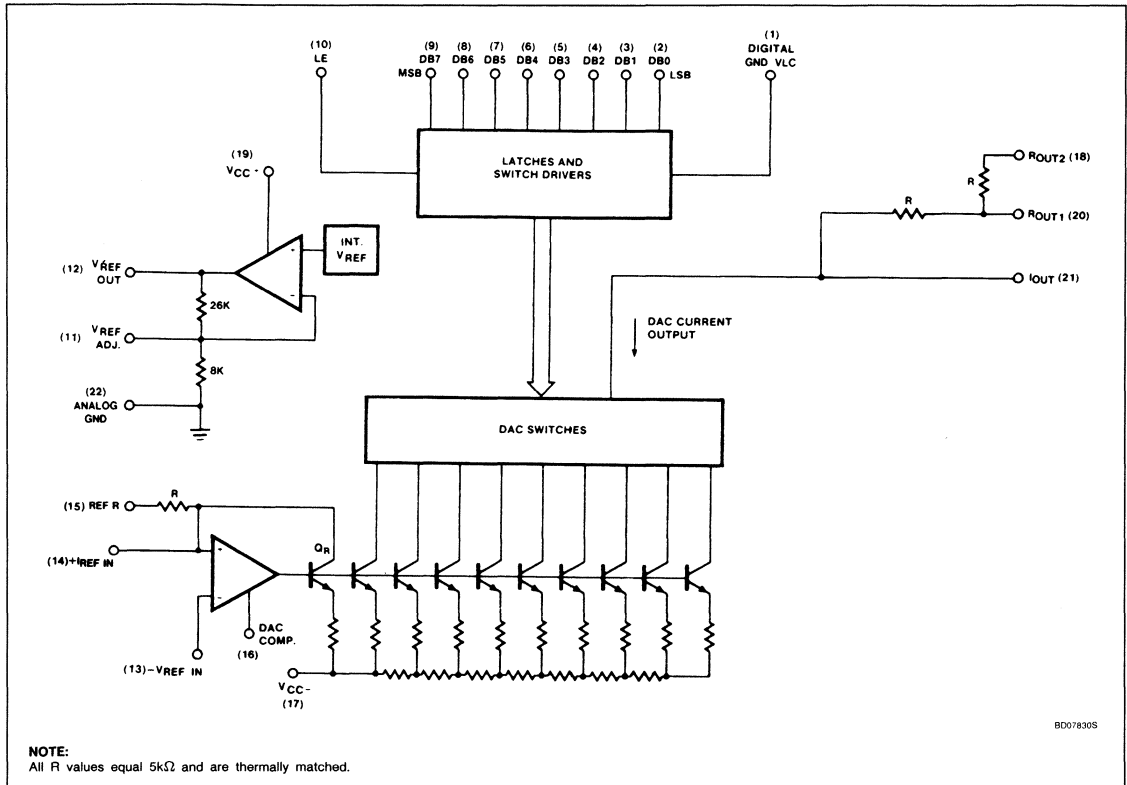 (10) LE
(9) DB7
(8) DB6
(7) DB5
(6) DB4
(5) DB3
(4) DB2
(3) DB1
(2) DB0
(1) DIGITAL GND VLC
MSB
LSB
LATCHES AND
SWITCH DRIVERS
ROUT2 (18)
R
R
ROUT1 (20)
IOUT (21)
(19)
VCC -
INT.
VREF
-
-
(12) VREF
OUT
26K
(11) VREF
ADJ.
8K
(22)
ANALOG
GND
DAC CURRENT
OUTPUT
DAC SWITCHES
(15) REF R
R
(14)+IREF IN
-
-
QR
DAC
COMP.
(16)
(13)-VREF IN
VCC-
(17)
BD07830S
NOTE:
All R values equal 5kΩ and are thermally matched.